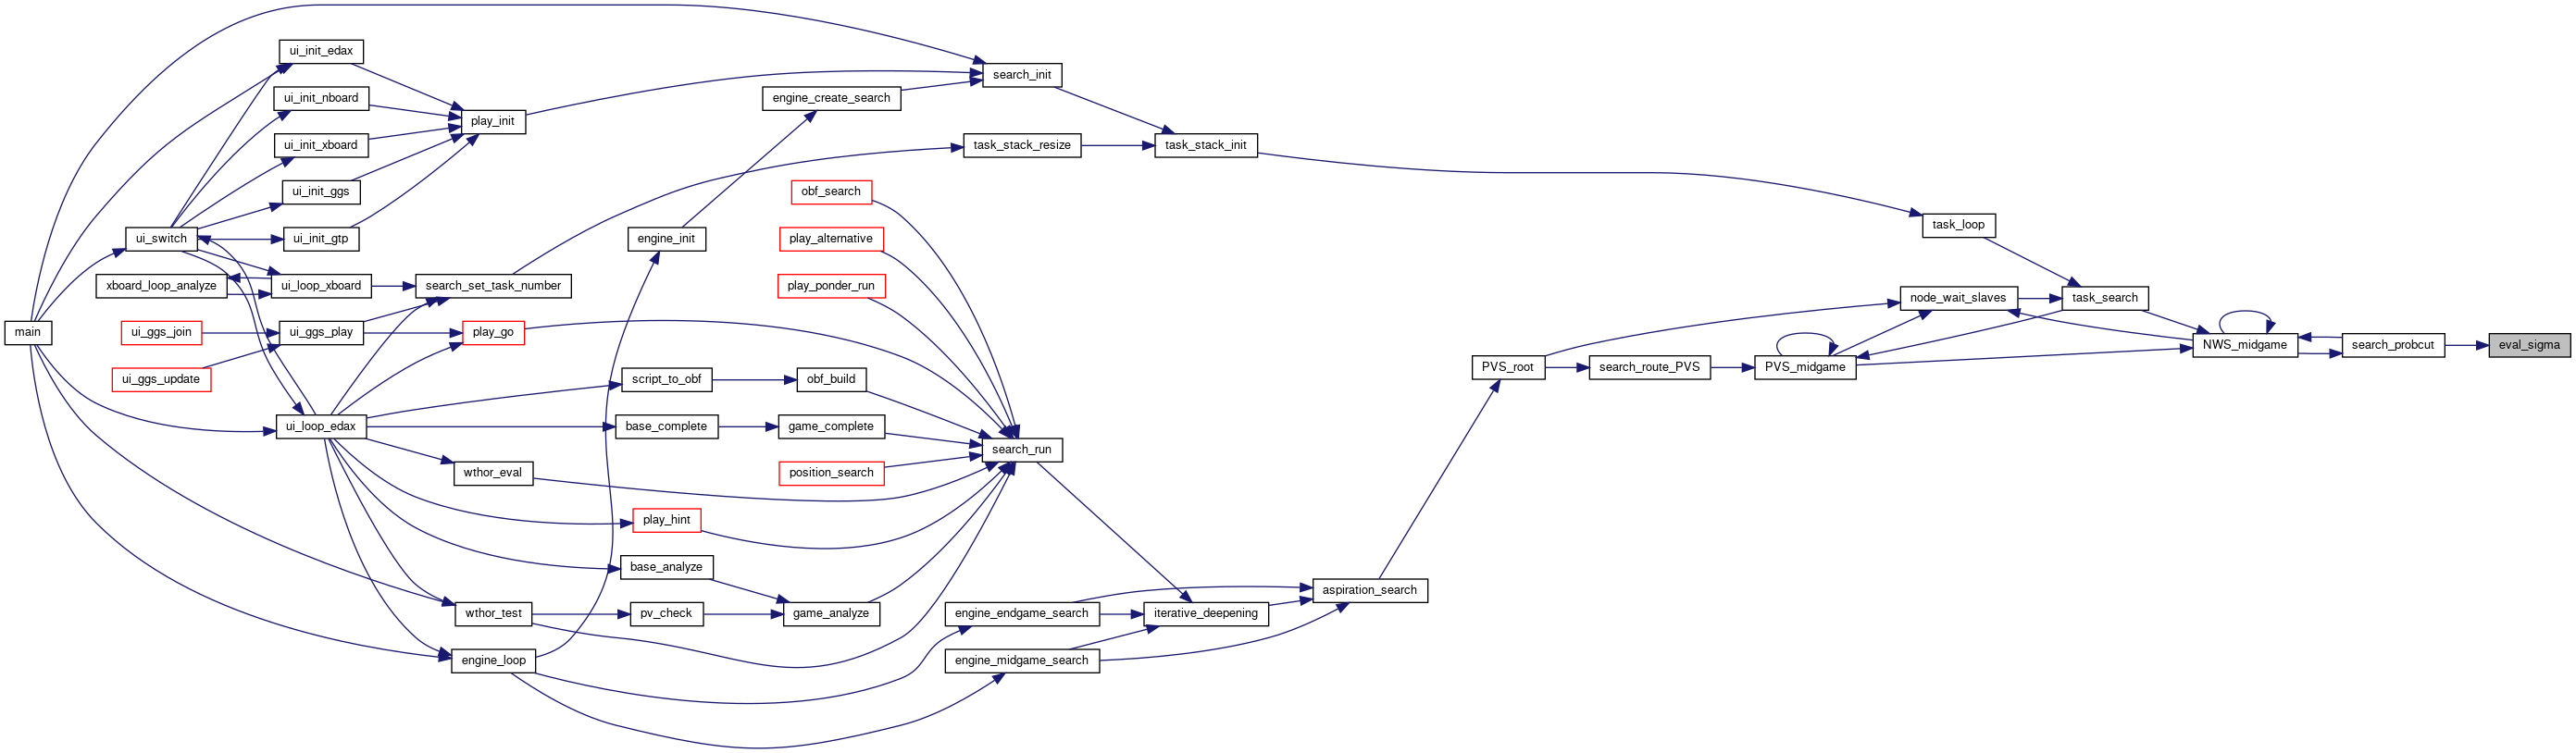 main
ui_init_edax
ui_init_nboard
ui_init_xboard
ui_init_ggs
ui_switch
ui_init_gtp
xboard_loop_analyze
ui_loop_xboard
ui_ggs_join
ui_ggs_play
ui_ggs_update
ui_loop_edax
play_init
search_set_task_number
play_go
wthor_eval
wthor_test
engine_loop
engine_create_search
engine_init
script_to_obf
base_complete
play_hint
base_analyze
pv_check
obf_search
play_alternative
play_ponder_run
obf_build
game_complete
position_search
game_analyze
search_init
task_stack_resize
search_run
engine_endgame_search
engine_midgame_search
task_stack_init
iterative_deepening
aspiration_search
PVS_root
search_route_PVS
PVS_midgame
task_loop
node_wait_slaves
task_search
NWS_midgame
search_probcut
eval_sigma